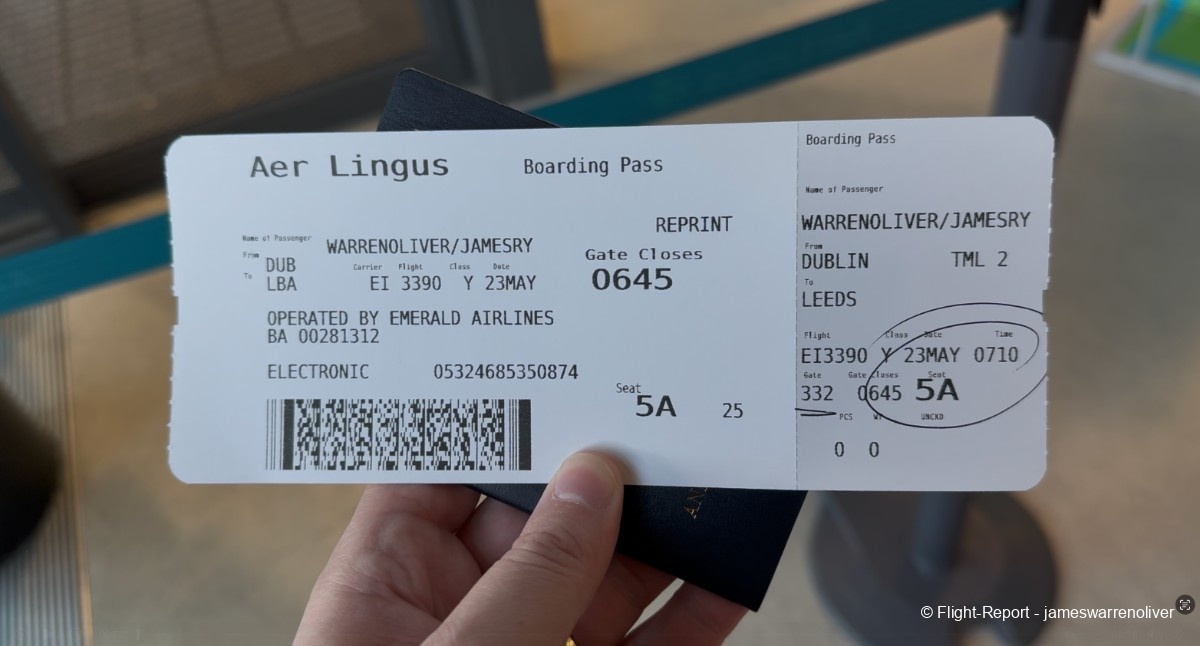 Aer Lingus Boarding Pass
REPRINT
Name of Passenger WARRENOLIVER/JAMESRY
Gate Closes
0645
From DUB
To LBA
Carrier Flight Class Date
EI 3390 Y 23MAY
OPERATED BY EMERALD AIRLINES
BA 00281312
ELECTRONIC 05324685350874
Seat
5A 25
Boarding Pass
Name of Passenger
WARRENOLIVER/JAMESRY
From
DUBLIN TML 2
To
LEEDS
Flight Class Date Time
EI3390 Y 23MAY 0710
Gate Gate Closes Seat
332 0645 5A
PCS WT UNCKD
0 0
AN
© Flight-Report - jameswarrenoliver